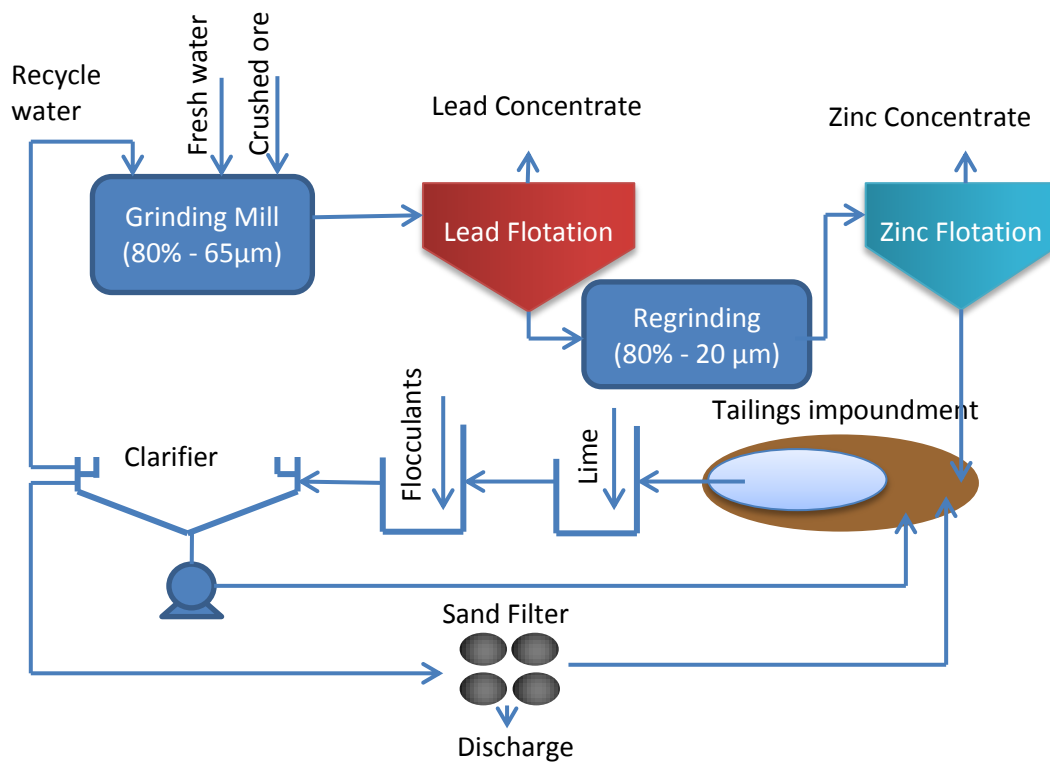 Recycle
water
Fresh water
Crushed ore
Lead Concentrate
Zinc Concentrate
Grinding Mill
(80% - 65µm)
Lead Flotation
Zinc Flotation
Regrinding
(80% - 20 µm)
Tailings impoundment
Clarifier
Flocculants
Lime
Sand Filter
Discharge